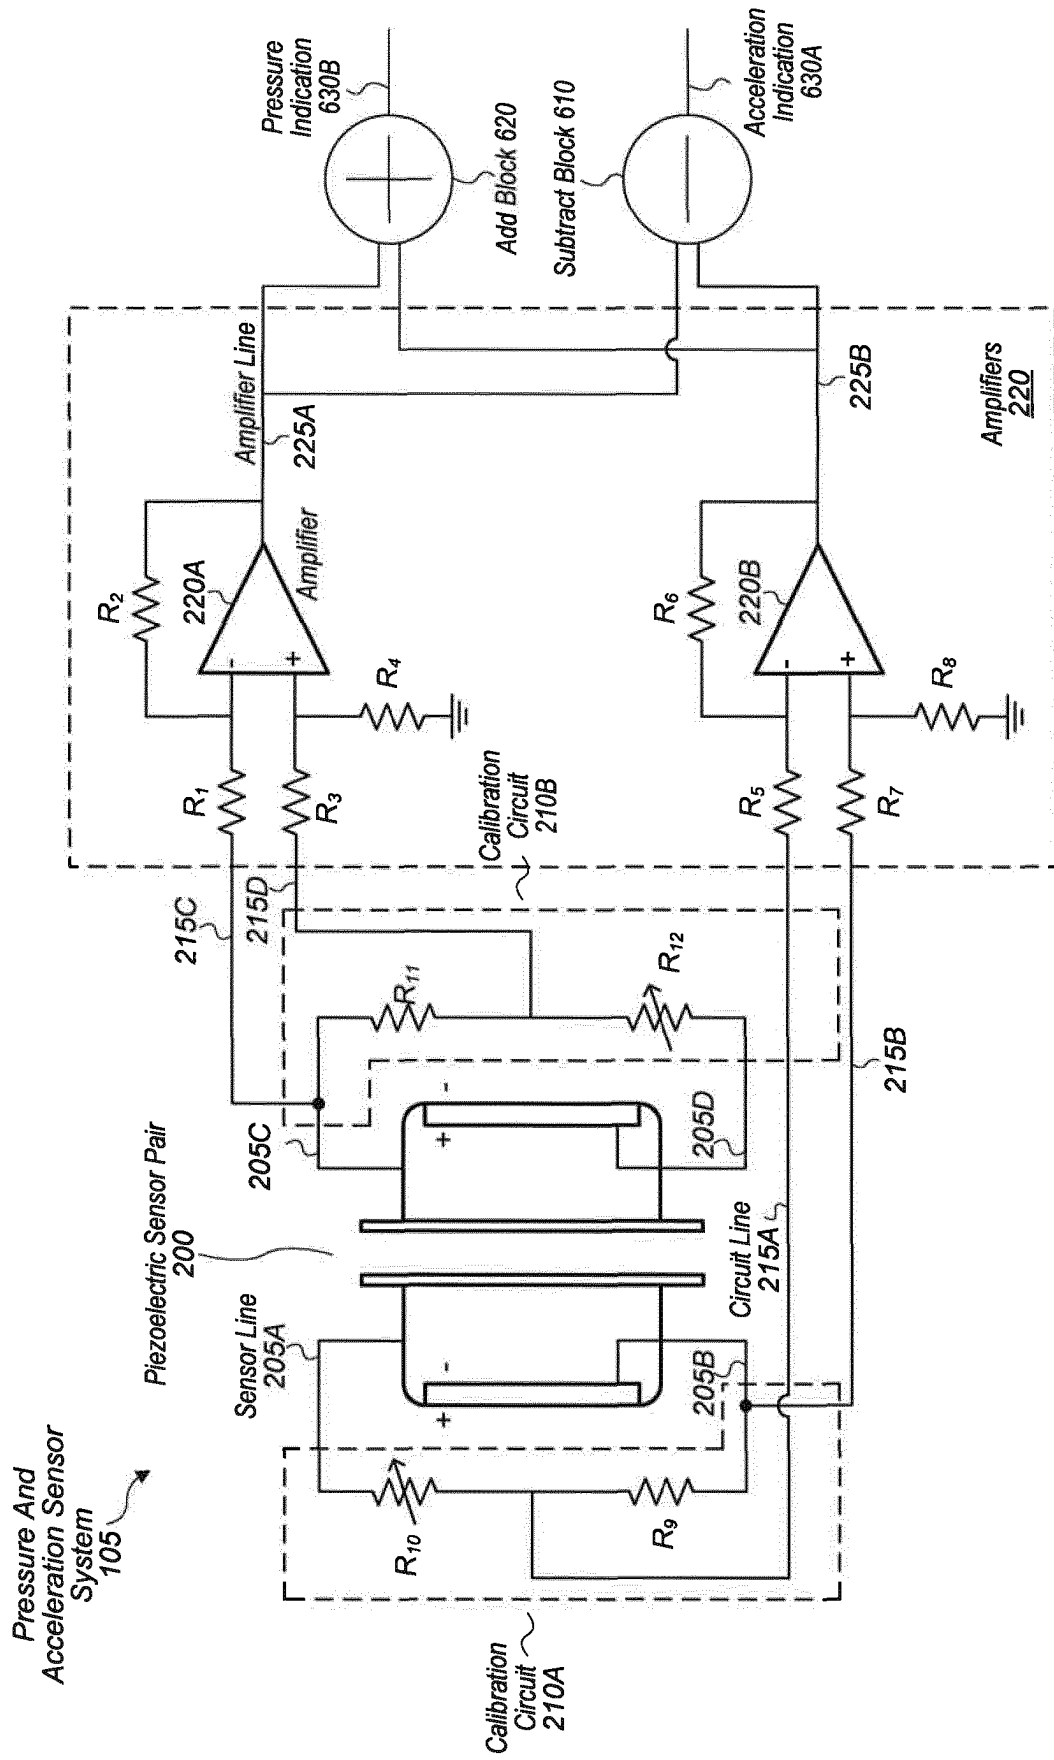 Pressure And
Acceleration Sensor
System
105
Piezoelectric Sensor Pair
200
Calibration
Circuit
210A
Calibration
Circuit
210B
Sensor Line
205A
205B
205C
205D
Circuit Line
215A
215B
215C
215D
R10
R9
R11
R12
+
-
+
-
R1
R2
R3
R4
-
+
220A
Amplifier
Amplifier Line
225A
R5
R6
R7
R8
-
+
220B
225B
Amplifiers
220
Pressure
Indication
630B
Add Block 620
Subtract Block 610
Acceleration
Indication
630A